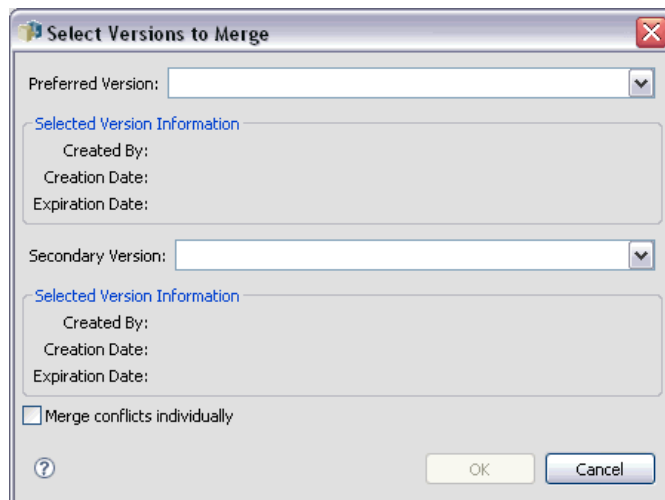 Select Versions to Merge
Preferred Version:
Selected Version Information
Created By:
Creation Date:
Expiration Date:
Secondary Version:
Selected Version Information
Created By:
Creation Date:
Expiration Date:
Merge conflicts individually
? OK Cancel